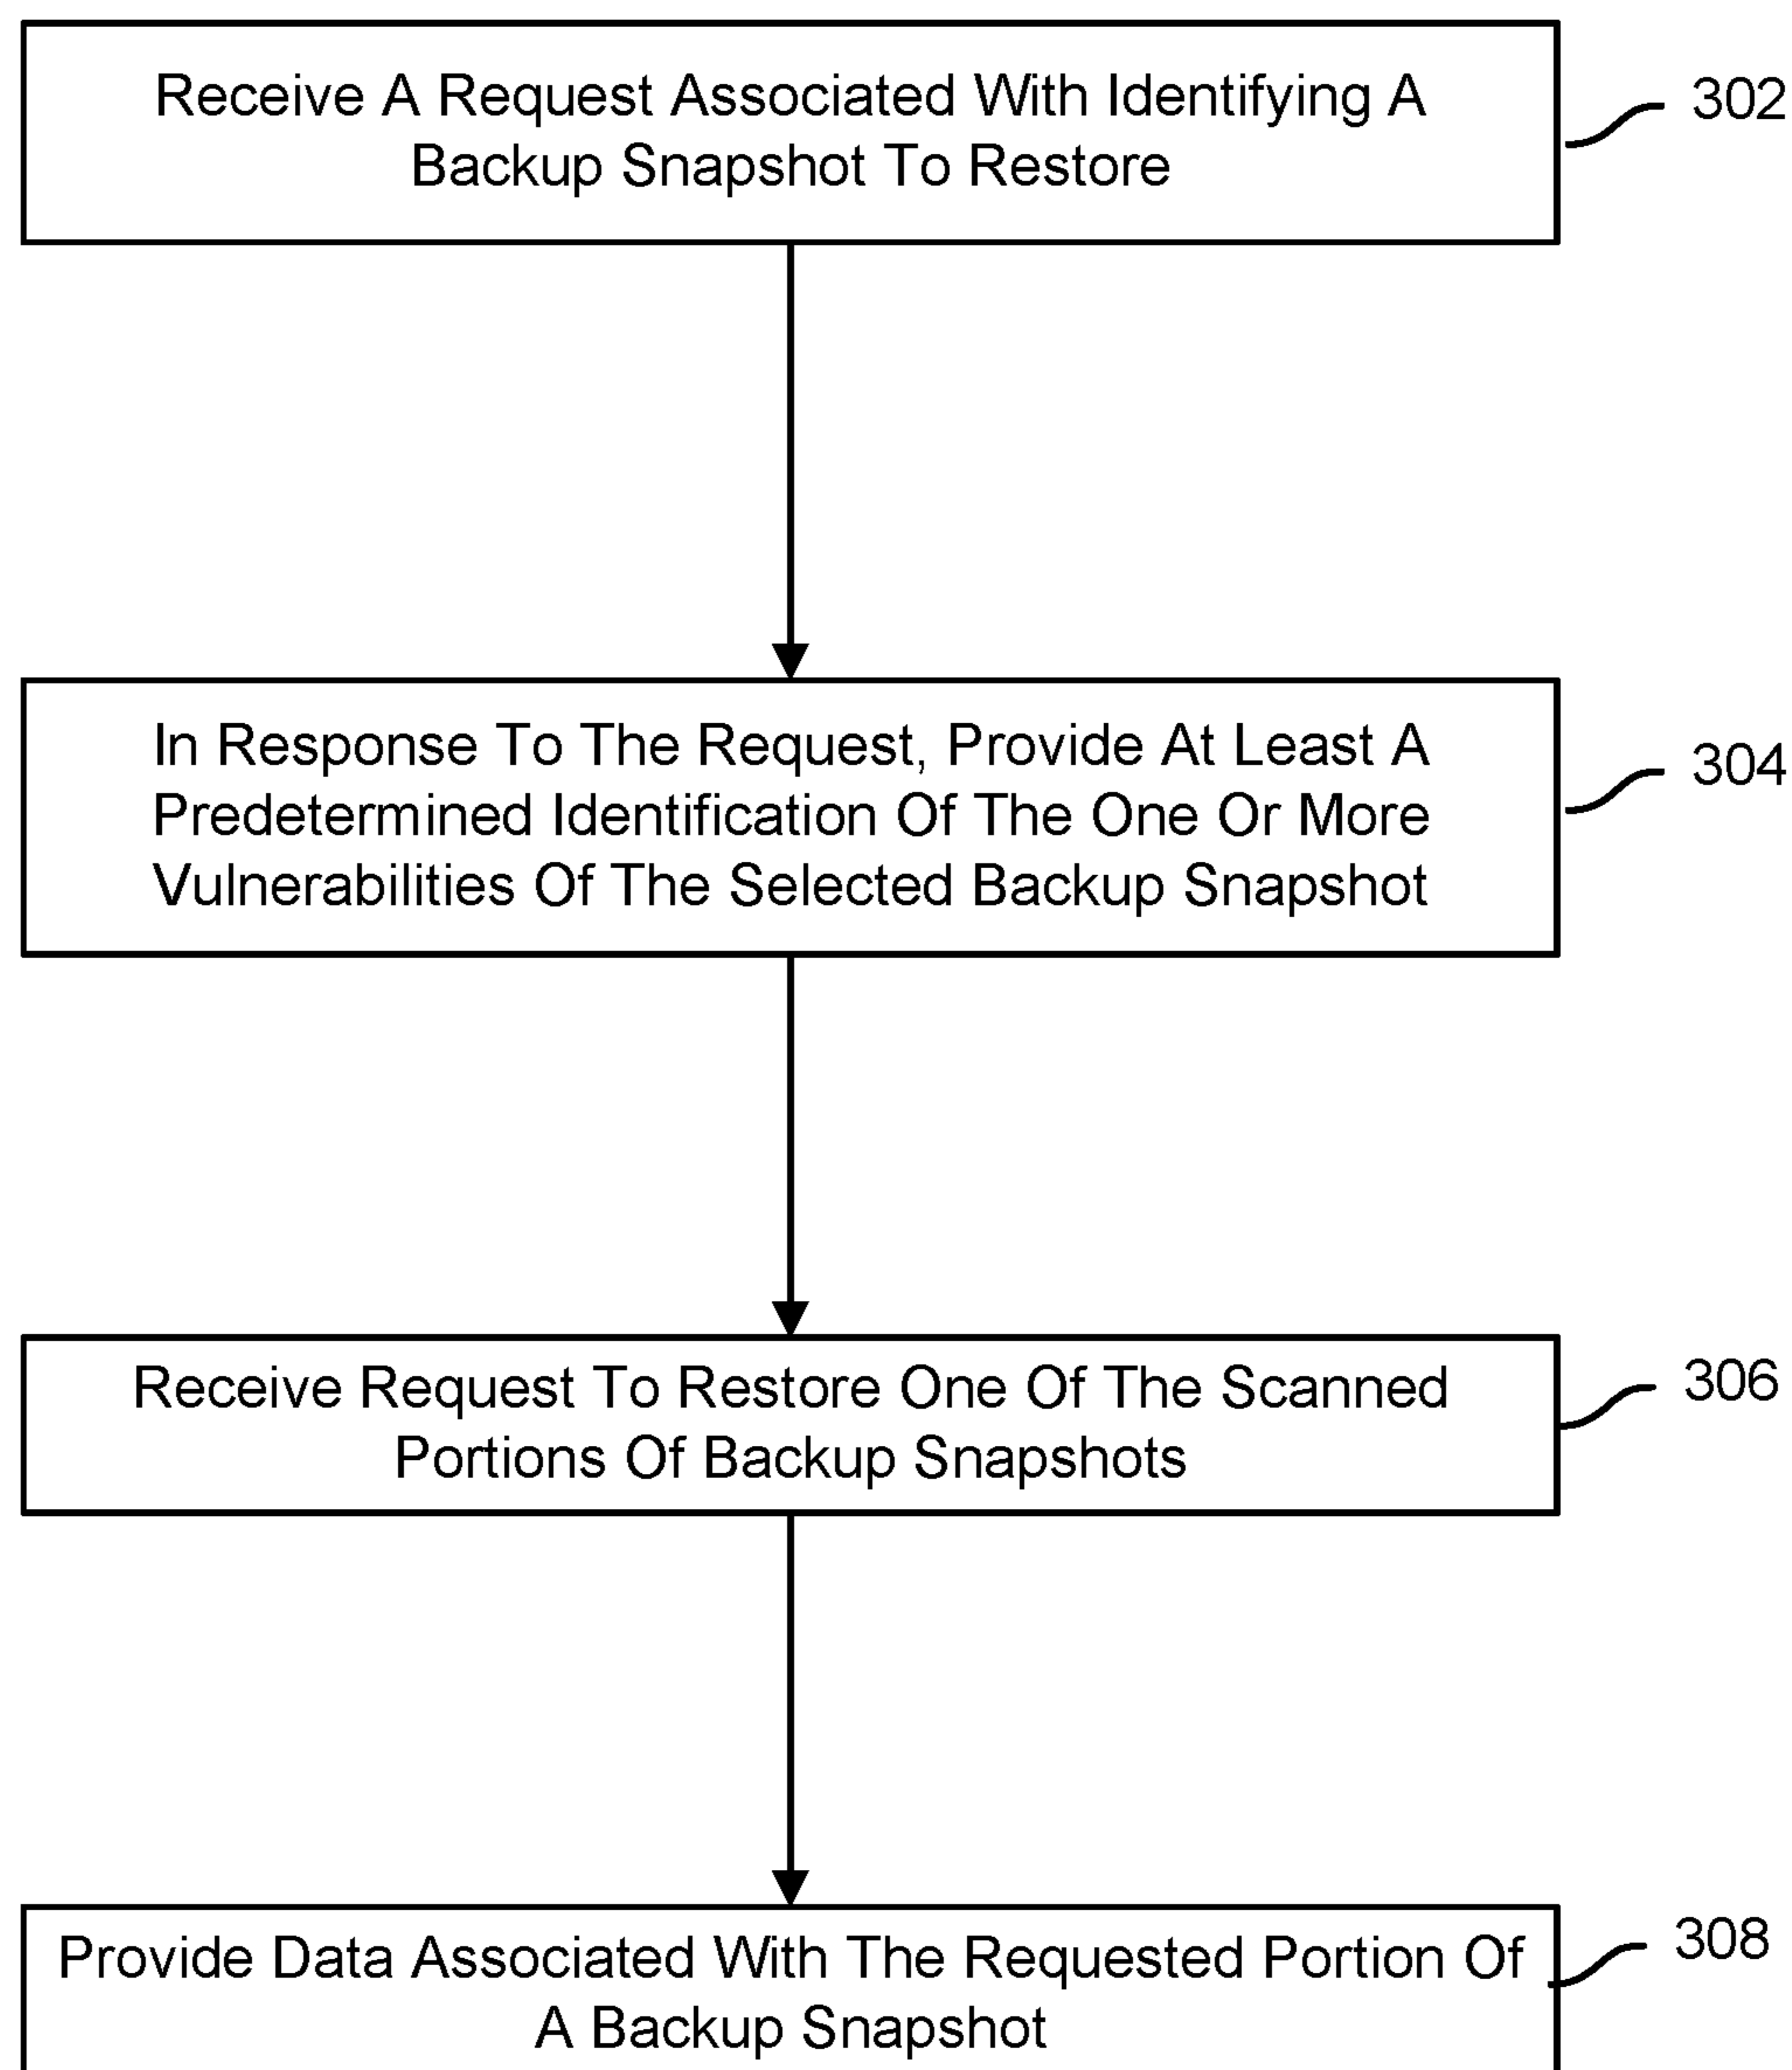 Receive A Request Associated With Identifying A
Backup Snapshot To Restore
302
In Response To The Request, Provide At Least A
Predetermined Identification Of The One Or More
Vulnerabilities Of The Selected Backup Snapshot
304
Receive Request To Restore One Of The Scanned
Portions Of Backup Snapshots
306
Provide Data Associated With The Requested Portion Of
A Backup Snapshot
308